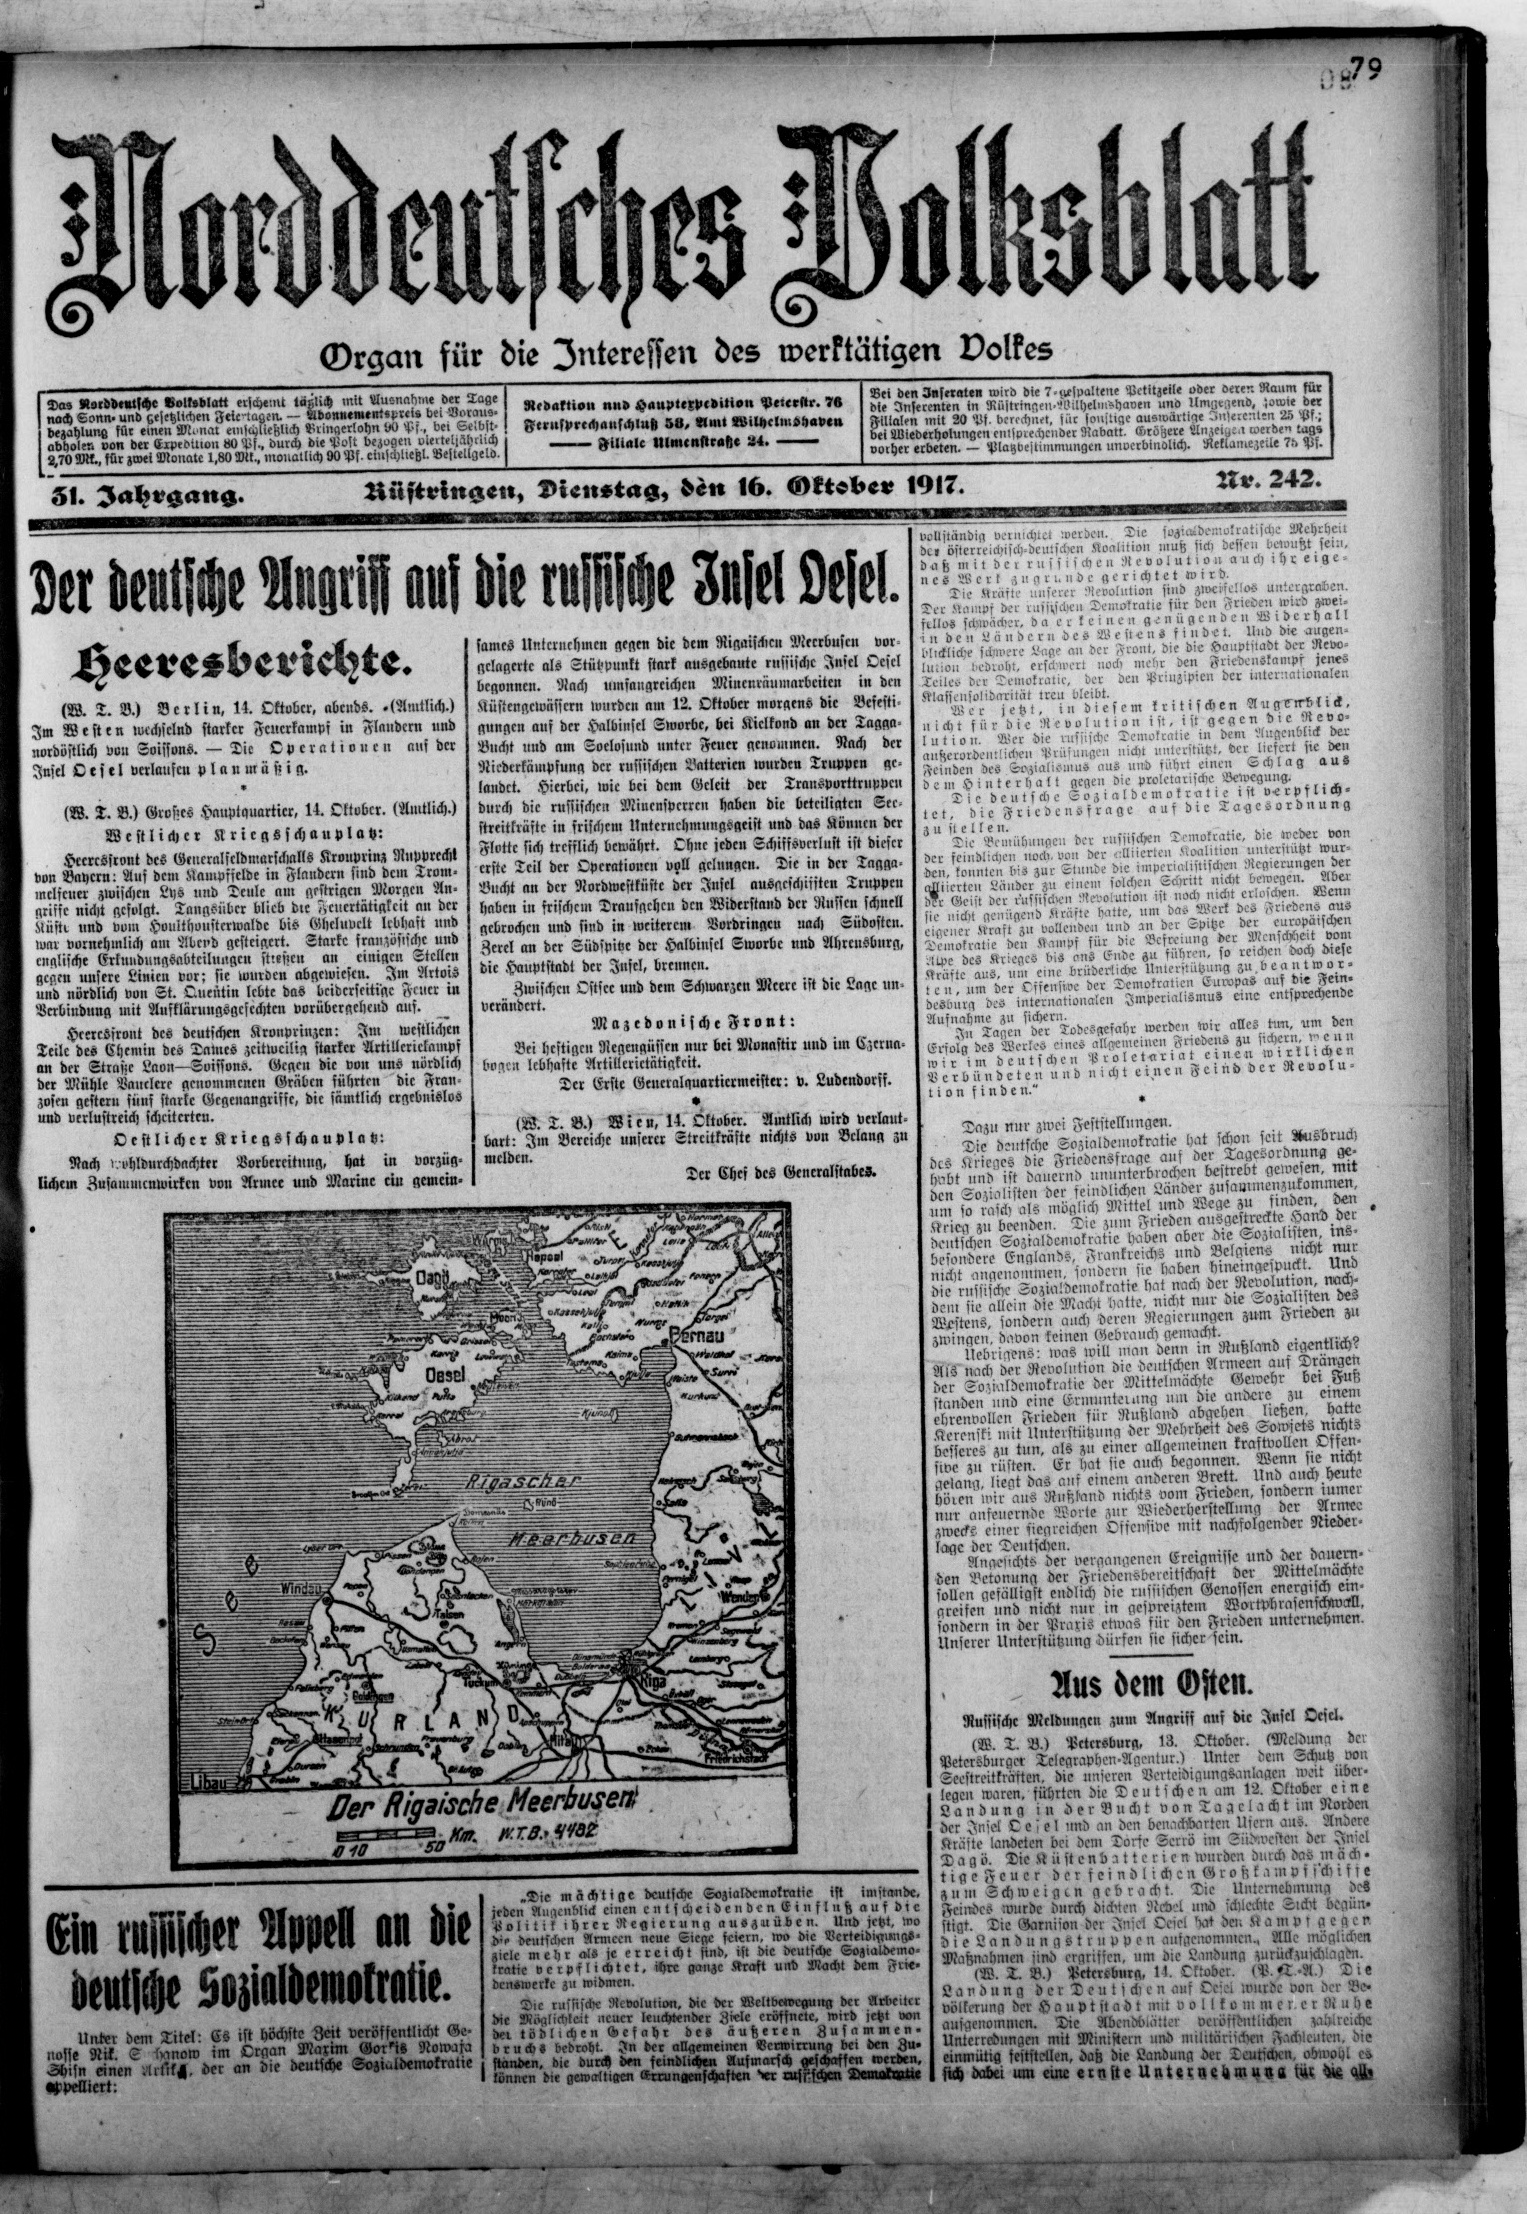 79
Norddeutsches Volksblatt
Organ für die Interessen des werktätigen Volkes
Das Norddeutsche Volksblatt erscheint täglich mit Ausnahme der Tage
nach Sonn- und gesetzlichen Feiertagen. — Abonnementspreis bei Voraus-
bezahlung für einen Monat einschließlich Bringerlohn 90 Pf., bei Selbst-
abholen von der Expedition 80 Pf., durch die Post bezogen vierteljährlich
2,70 Mk., für zwei Monate 1,80 Mk., monatlich 90 Pf. einschließl. Bestellgeld.
Redaktion und Hauptexpedition Peterstr. 76
Fernsprechanschluß 58, Amt Wilhelmshaven
Filiale Ulmenstraße 24.
Bei den Inseraten wird die 7-gespaltene Petitzeile oder deren Raum für
die Inserenten in Rüstringen-Wilhelmshaven und Umgegend, sowie der
Filialen mit 20 Pf. berechnet, für sonstige auswärtige Inserenten 25 Pf.;
bei Wiederholungen entsprechender Rabatt. Größere Anzeigen werden tags
vorher erbeten. — Platzbestimmungen unverbindlich. Reklamezeile 75 Pf.
31. Jahrgang.
Rüstringen, Dienstag, den 16. Oktober 1917.
Nr. 242.
Der deutsche Angriff auf die russische Insel Oesel.
Heeresberichte.
(W. T. B.) Berlin, 14. Oktober, abends. (Amtlich.)
Im Westen wechselnd starker Feuerkampf in Flandern und
nordöstlich von Soissons. — Die Operationen auf der
Insel Oesel verlaufen planmäßig.
*
(W. T. B.) Großes Hauptquartier, 14. Oktober. (Amtlich.)
Westlicher Kriegsschauplatz:
Heeresfront des Generalfeldmarschalls Kronprinz Rupprecht
von Bayern: Auf dem Kampffelde in Flandern sind dem Trom-
melfeuer zwischen Lys und Deule am gestrigen Morgen An-
griffe nicht gefolgt. Tangsüber blieb die Feuertätigkeit an der
Küste und vom Houlthoulsterwalde bis Gheluvelt lebhaft und
war vornehmlich am Abend gesteigert. Starke französische und
englische Erkundungsabteilungen stießen an einigen Stellen
gegen unsere Linien vor; sie wurden abgewiesen. Im Artois
und nördlich von St. Quentin lebte das beiderseitige Feuer in
Verbindung mit Aufklärungsgefechten vorübergehend auf.
Heeresfront des deutschen Kronprinzen: Im westlichen
Teile des Chemin des Dames zeitweilig starker Artilleriekampf
an der Straße Laon—Soissons. Gegen die von uns nördlich
der Mühle Vauclere genommenen Gräben führten die Fran-
zosen gestern fünf starke Gegenangriffe, die sämtlich ergebnislos
und verlustreich scheiterten.
Oestlicher Kriegsschauplatz:
Nach wohldurchdachter Vorbereitung, hat in vorzüg-
lichem Zusammenwirken von Armee und Marine ein gemein-
sames Unternehmen gegen die dem Rigaischen Meerbusen vor-
gelagerte als Stützpunkt stark ausgebaute russische Insel Oesel
begonnen. Nach umfangreichen Minenräumarbeiten in den
Küstengewässern wurden am 12. Oktober morgens die Befesti-
gungen auf der Halbinsel Sworbe, bei Kielkond an der Tagga-
Bucht und am Soelosund unter Feuer genommen. Nach der
Niederkämpfung der russischen Batterien wurden Truppen ge-
landet. Hierbei, wie bei dem Geleit der Transporttruppen
durch die russischen Minensperren haben die beteiligten See-
streitkräfte in frischem Unternehmungsgeist und das Können der
Flotte sich trefflich bewährt. Ohne jeden Schiffsverlust ist dieser
erste Teil der Operationen voll gelungen. Die in der Tagga-
Bucht an der Nordwestküste der Insel ausgeschifften Truppen
haben in frischem Draufgehen den Widerstand der Russen schnell
gebrochen und sind in weiterem Vordringen nach Südosten.
Zerel an der Südspitze der Halbinsel Sworbe und Ahrensburg,
die Hauptstadt der Insel, brennen.
Zwischen Ostsee und dem Schwarzen Meere ist die Lage un-
verändert.
Mazedonische Front:
Bei heftigen Regengüssen nur bei Monastir und im Czerna-
bogen lebhafte Artillerietätigkeit.
Der Erste Generalquartiermeister: v. Ludendorff.
*
(W. T. B.) Wien, 14. Oktober. Amtlich wird verlaut-
bart: Im Bereiche unserer Streitkräfte nichts von Belang zu
melden.
Der Chef des Generalstabes.
Dagö
Reval
Moon
Pernau
Oesel
Rigascher
Meerbusen
Runö
Windau
Wenden
Talsen
Tuckum
Riga
Goldingen
KURLAND
Hasenpot
Mitau
Friedrichstadt
Libau
Der Rigaische Meerbusen
0 10 50 Km. W.T.B. 4482
Ein russischer Appell an die
deutsche Sozialdemokratie.
Unter dem Titel: Es ist höchste Zeit veröffentlicht Ge-
nosse Nik. Suchanow im Organ Maxim Gorkis Nowaja
Shisn einen Artikel, der an die deutsche Sozialdemokratie
appelliert:
„Die mächtige deutsche Sozialdemokratie ist imstande,
jeden Augenblick einen entscheidenden Einfluß auf die
Politik ihrer Regierung auszuüben. Und jetzt, wo
die deutschen Armeen neue Siege feiern, wo die Verteidigungs-
ziele mehr als je erreicht sind, ist die deutsche Sozialdemo-
kratie verpflichtet, ihre ganze Kraft und Macht dem Frie-
denswerke zu widmen.
Die russische Revolution, die der Weltbewegung der Arbeiter
die Möglichkeit neuer leuchtender Ziele eröffnete, wird jetzt von
der tödlichen Gefahr des äußeren Zusammen-
bruchs bedroht. In der allgemeinen Verwirrung bei den Zu-
ständen, die durch den feindlichen Aufmarsch geschaffen werden,
können die gewaltigen Errungenschaften der russischen Demokratie
vollständig vernichtet werden. Die sozialdemokratische Mehrheit
der österreichisch-deutschen Koalition muß sich dessen bewußt sein,
daß mit der russischen Revolution auch ihr eige-
nes Werk zugrunde gerichtet wird.
Die Kräfte unserer Revolution sind zweifellos untergraben.
Der Kampf der russischen Demokratie für den Frieden wird zwei-
fellos schwächer, da er keinen genügenden Widerhall
in den Ländern des Westens findet. Und die augen-
blickliche schwere Lage an der Front, die die Hauptstadt der Revo-
lution bedroht, erschwert noch mehr den Friedenskampf jenes
Teiles der Demokratie, der den Prinzipien der internationalen
Klassensolidarität treu bleibt.
Wer jetzt, in diesem kritischen Augenblick,
nicht für die Revolution ist, ist gegen die Revo-
lution. Wer die russische Demokratie in dem Augenblick der
außerordentlichen Prüfungen nicht unterstützt, der liefert sie den
Feinden des Sozialismus aus und führt einen Schlag aus
dem Hinterhalt gegen die proletarische Bewegung.
Die deutsche Sozialdemokratie ist verpflich-
tet, die Friedensfrage auf die Tagesordnung
zu stellen.
Die Bemühungen der russischen Demokratie, die weder von
der feindlichen noch von der alliierten Koalition unterstützt wur-
den, konnten bis zur Stunde die imperialistischen Regierungen der
alliierten Länder zu einem solchen Schritt nicht bewegen. Aber
der Geist der russischen Revolution ist noch nicht erloschen. Wenn
sie nicht genügend Kräfte hatte, um das Werk des Friedens aus
eigener Kraft zu vollenden und an der Spitze der europäischen
Demokratie den Kampf für die Befreiung der Menschheit vom
Alpe des Krieges bis ans Ende zu führen, so reichen doch diese
Kräfte aus, um eine brüderliche Unterstützung zu beantwor-
ten, um der Offensive der Demokratien Europas auf die Fein-
desburg des internationalen Imperialismus eine entsprechende
Aufnahme zu sichern.
In Tagen der Todesgefahr werden wir alles tun, um den
Erfolg des Werkes eines allgemeinen Friedens zu sichern, wenn
wir im deutschen Proletariat einen wirklichen
Verbündeten und nicht einen Feind der Revolu-
tion finden.“
*
Dazu nur zwei Feststellungen.
Die deutsche Sozialdemokratie hat schon seit Ausbruch
des Krieges die Friedensfrage auf der Tagesordnung ge-
habt und ist dauernd ununterbrochen bestrebt gewesen, mit
den Sozialisten der feindlichen Länder zusammenzukommen,
um so rasch als möglich Mittel und Wege zu finden, den
Krieg zu beenden. Die zum Frieden ausgestreckte Hand der
deutschen Sozialdemokratie haben aber die Sozialisten, ins-
besondere Englands, Frankreichs und Belgiens nicht nur
nicht angenommen, sondern sie haben hineingespuckt. Und
die russische Sozialdemokratie hat nach der Revolution, nach-
dem sie allein die Macht hatte, nicht nur die Sozialisten des
Westens, sondern auch deren Regierungen zum Frieden zu
zwingen, davon keinen Gebrauch gemacht.
Uebrigens: was will man denn in Rußland eigentlich?
Als nach der Revolution die deutschen Armeen auf Drängen
der Sozialdemokratie der Mittelmächte Gewehr bei Fuß
standen und eine Ermunterung um die andere zu einem
ehrenvollen Frieden für Rußland abgehen ließen, hatte
Kerenski mit Unterstützung der Mehrheit des Sowjets nichts
besseres zu tun, als zu einer allgemeinen kraftvollen Offen-
sive zu rüsten. Er hat sie auch begonnen. Wenn sie nicht
gelang, liegt das auf einem anderen Brett. Und auch heute
hören wir aus Rußland nichts vom Frieden, sondern immer
nur anfeuernde Worte zur Wiederherstellung der Armee
zwecks einer siegreichen Offensive mit nachfolgender Nieder-
lage der Deutschen.
Angesichts der vergangenen Ereignisse und der dauern-
den Betonung der Friedensbereitschaft der Mittelmächte
sollen gefälligst endlich die russischen Genossen energisch ein-
greifen und nicht nur in gespreiztem Wortphrasenschwall,
sondern in der Praxis etwas für den Frieden unternehmen.
Unserer Unterstützung dürfen sie sicher sein.
Aus dem Osten.
Russische Meldungen zum Angriff auf die Insel Oesel.
(W. T. B.) Petersburg, 13. Oktober. (Meldung der
Petersburger Telegraphen-Agentur.) Unter dem Schutz von
Seestreitkräften, die unseren Verteidigungsanlagen weit über-
legen waren, führten die Deutschen am 12. Oktober eine
Landung in der Bucht von Tagelacht im Norden
der Insel Oesel und an den benachbarten Ufern aus. Andere
Kräfte landeten bei dem Dorfe Serrö im Südwesten der Insel
Dagö. Die Küstenbatterien wurden durch das mäch-
tige Feuer der feindlichen Großkampfschiffe
zum Schweigen gebracht. Die Unternehmung des
Feindes wurde durch dichten Nebel und schlechte Sicht begün-
stigt. Die Garnison der Insel Oesel hat den Kampf gegen
die Landungstruppen aufgenommen. Alle möglichen
Maßnahmen sind ergriffen, um die Landung zurückzuschlagen.
(W. T. B.) Petersburg, 14. Oktober. (P. T.-A.) Die
Landung der Deutschen auf Oesel wurde von der Be-
völkerung der Hauptstadt mit vollkommener Ruhe
aufgenommen. Die Abendblätter veröffentlichen zahlreiche
Unterredungen mit Ministern und militärischen Fachleuten, die
einmütig feststellen, daß die Landung der Deutschen, obwohl es
sich dabei um eine ernste Unternehmung für die all-